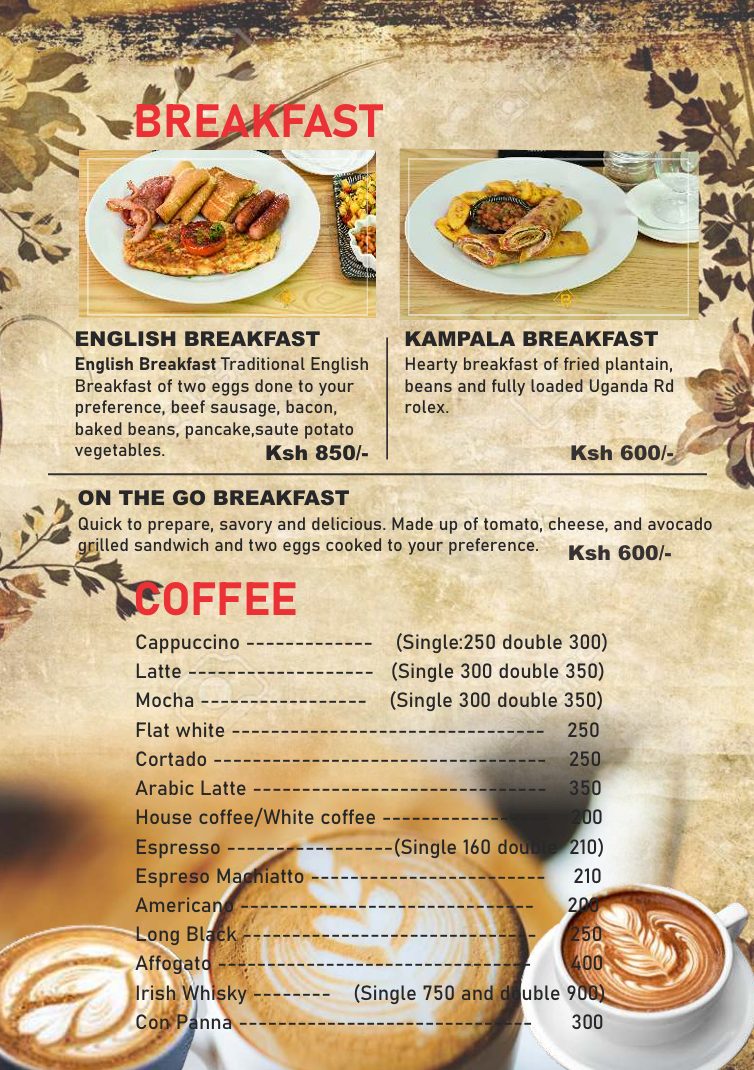 BREAKFAST
ENGLISH BREAKFAST
English Breakfast Traditional English
Breakfast of two eggs done to your
preference, beef sausage, bacon,
baked beans, pancake,saute potato
vegetables.
Ksh 850/-
KAMPALA BREAKFAST
Hearty breakfast of fried plantain,
beans and fully loaded Uganda Rd
rolex.
Ksh 600/-
ON THE GO BREAKFAST
Quick to prepare, savory and delicious. Made up of tomato, cheese, and avocado
grilled sandwich and two eggs cooked to your preference.
Ksh 600/-
COFFEE
Cappuccino ------------- (Single:250 double 300)
Latte ------------------- (Single 300 double 350)
Mocha ----------------- (Single 300 double 350)
Flat white -------------------------------- 250
Cortado ---------------------------------- 250
Arabic Latte ------------------------------ 350
House coffee/White coffee ----------------- 200
Espresso -----------------(Single 160 double 210)
Espreso Machiatto ------------------------ 210
Americano ------------------------------ 200
Long Black ------------------------------ 250
Affogato -------------------------------- 400
Irish Whisky -------- (Single 750 and double 900)
Con Panna ------------------------------ 300